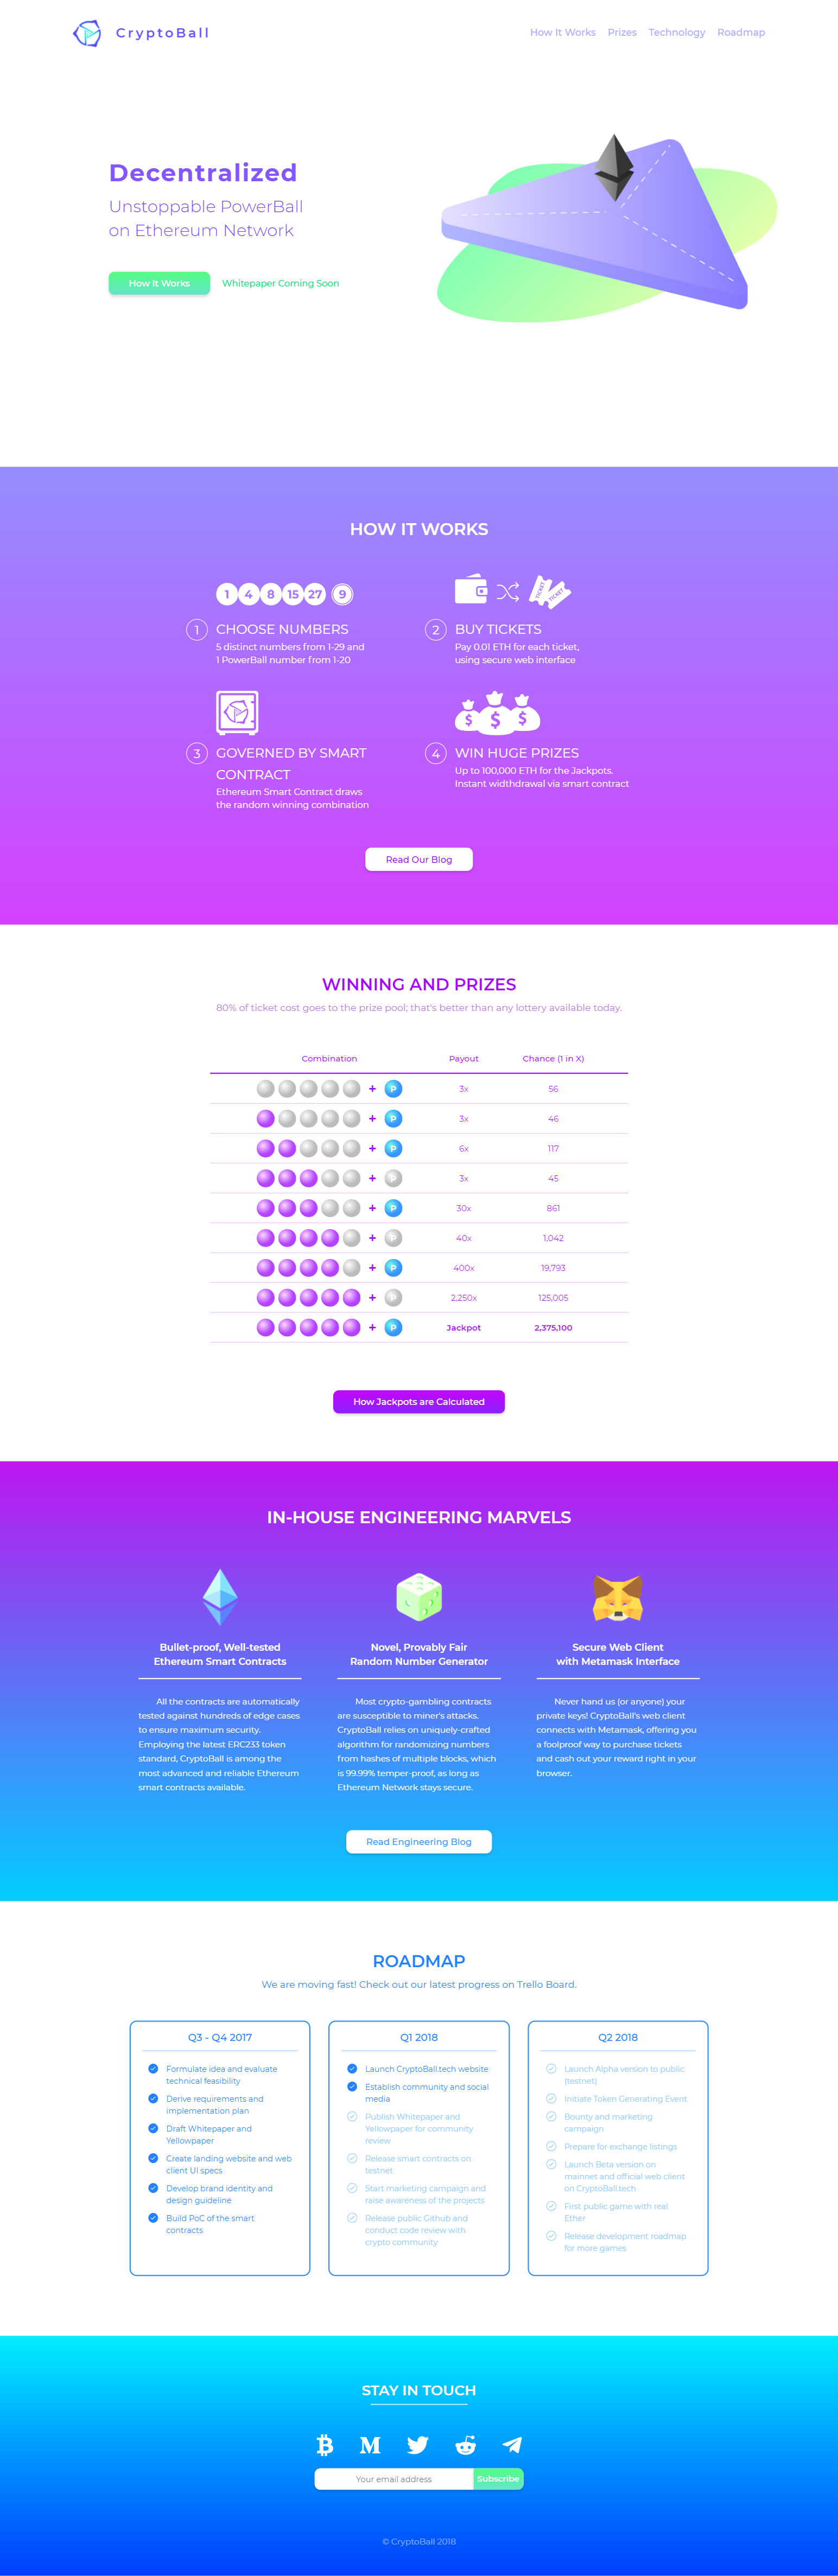 CryptoBall
How It Works Prizes Technology Roadmap
Decentralized
Unstoppable PowerBall
on Ethereum Network
How It Works Whitepaper Coming Soon
HOW IT WORKS
1 4 8 15 27 9
TICKET TICKET
1 CHOOSE NUMBERS
5 distinct numbers from 1-29 and
1 PowerBall number from 1-20
2 BUY TICKETS
Pay 0.01 ETH for each ticket,
using secure web interface
$ $ $
3 GOVERNED BY SMART
CONTRACT
Ethereum Smart Contract draws
the random winning combination
4 WIN HUGE PRIZES
Up to 100,000 ETH for the Jackpots.
Instant widthdrawal via smart contract
Read Our Blog
WINNING AND PRIZES
80% of ticket cost goes to the prize pool; that's better than any lottery available today.
Combination Payout Chance (1 in X)
+ P 3x 56
+ P 3x 46
+ P 6x 117
+ P 3x 45
+ P 30x 861
+ P 40x 1,042
+ P 400x 19,793
+ P 2,250x 125,005
+ P Jackpot 2,375,100
How Jackpots are Calculated
IN-HOUSE ENGINEERING MARVELS
Bullet-proof, Well-tested
Ethereum Smart Contracts
All the contracts are automatically
tested against hundreds of edge cases
to ensure maximum security.
Employing the latest ERC233 token
standard, CryptoBall is among the
most advanced and reliable Ethereum
smart contracts available.
Novel, Provably Fair
Random Number Generator
Most crypto-gambling contracts
are susceptible to miner's attacks.
CryptoBall relies on uniquely-crafted
algorithm for randomizing numbers
from hashes of multiple blocks, which
is 99.99% temper-proof, as long as
Ethereum Network stays secure.
Secure Web Client
with Metamask Interface
Never hand us (or anyone) your
private keys! CryptoBall's web client
connects with Metamask, offering you
a foolproof way to purchase tickets
and cash out your reward right in your
browser.
Read Engineering Blog
ROADMAP
We are moving fast! Check out our latest progress on Trello Board.
Q3 - Q4 2017
Formulate idea and evaluate
technical feasibility
Derive requirements and
implementation plan
Draft Whitepaper and
Yellowpaper
Create landing website and web
client UI specs
Develop brand identity and
design guideline
Build PoC of the smart
contracts
Q1 2018
Launch CryptoBall.tech website
Establish community and social
media
Publish Whitepaper and
Yellowpaper for community
review
Release smart contracts on
testnet
Start marketing campaign and
raise awareness of the projects
Release public Github and
conduct code review with
crypto community
Q2 2018
Launch Alpha version to public
(testnet)
Initiate Token Generating Event
Bounty and marketing
campaign
Prepare for exchange listings
Launch Beta version on
mainnet and official web client
on CryptoBall.tech
First public game with real
Ether
Release development roadmap
for more games
STAY IN TOUCH
Your email address Subscribe
© CryptoBall 2018